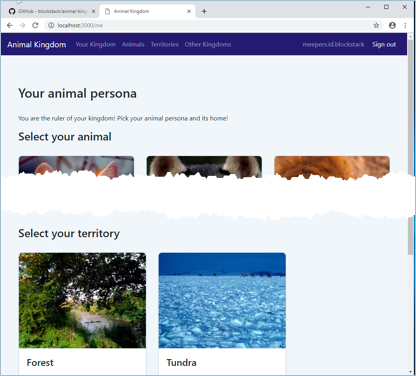 GitHub - blockstack/animal-king
Animal Kingdom
localhost:3000/me
Animal Kingdom Your Kingdom Animals Territories Other Kingdoms meepers.id.blockstack Sign out
Your animal persona
You are the ruler of your kingdom! Pick your animal persona and its home!
Select your animal
Select your territory
Forest Tundra